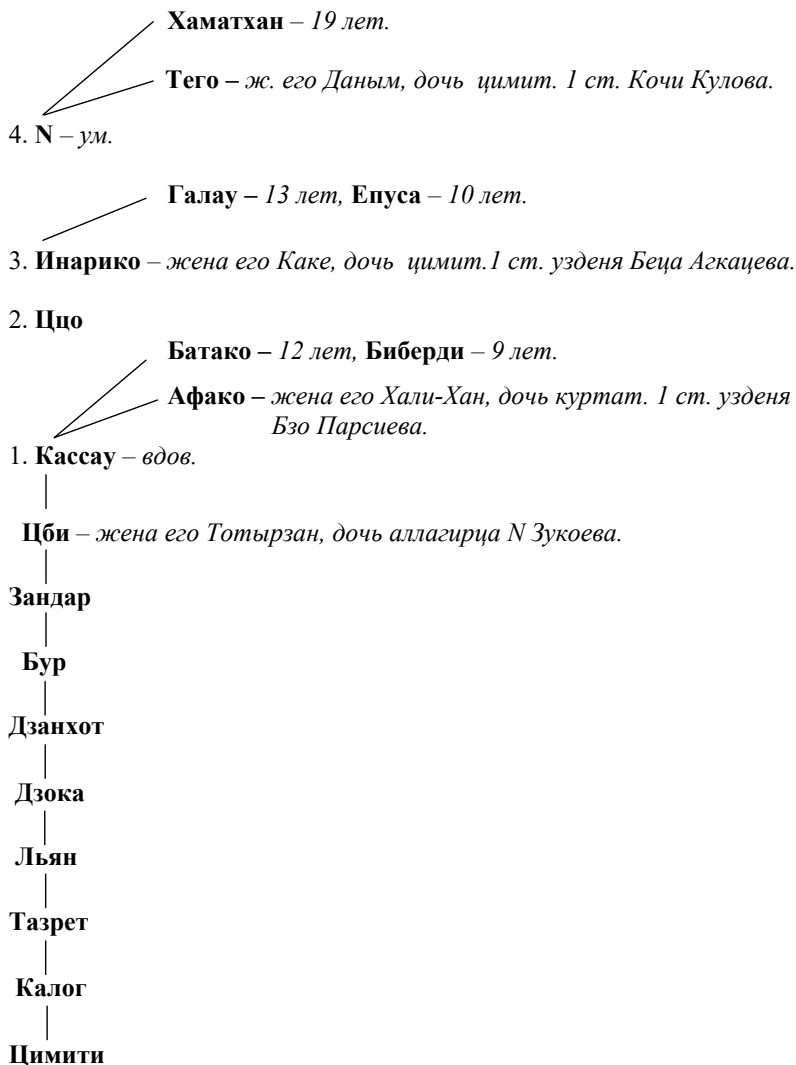 Хаматхан – 19 лет.
Тего – ж. его Даным, дочь цимит. 1 ст. Кочи Кулова.
4. N – ум.
Галау – 13 лет, Епуса – 10 лет.
3. Инарико – жена его Каке, дочь цимит.1 ст. узденя Беца Агкацева.
2. Ццо
Батако – 12 лет, Биберди – 9 лет.
Афако – жена его Хали-Хан, дочь куртат. 1 ст. узденя
Бзо Парсиева.
1. Кассау – вдов.
Цби – жена его Тотырзан, дочь аллагирца N Зукоева.
Зандар
Бур
Дзанхот
Дзока
Льян
Тазрет
Калог
Цимити